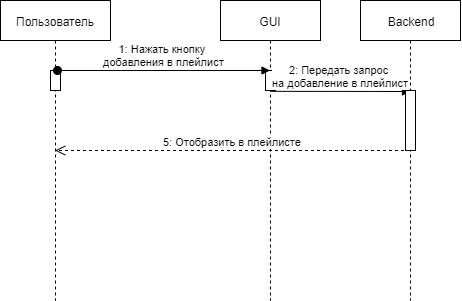 Пользователь
GUI
Backend
1: Нажать кнопку
добавления в плейлист
2: Передать запрос
на добавление в плейлист
5: Отобразить в плейлисте